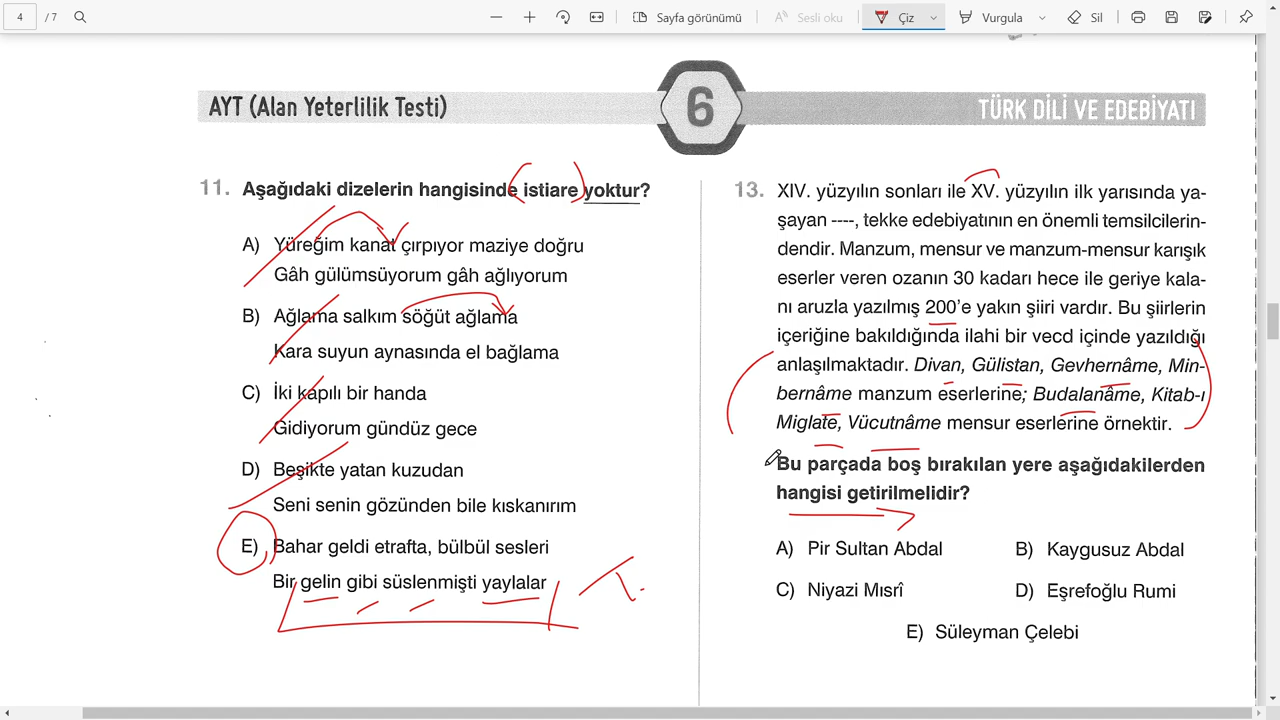 4 / 7 Sayfa görünümü Sesli oku Çiz Vurgula Sil
AYT (Alan Yeterlilik Testi)
6
TÜRK DİLİ VE EDEBİYATI
11. Aşağıdaki dizelerin hangisinde istiare yoktur?
A) Yüreğim kanat çırpıyor maziye doğru
Gâh gülümsüyorum gâh ağlıyorum
B) Ağlama salkım söğüt ağlama
Kara suyun aynasında el bağlama
C) İki kapılı bir handa
Gidiyorum gündüz gece
D) Beşikte yatan kuzudan
Seni senin gözünden bile kıskanırım
E) Bahar geldi etrafta, bülbül sesleri
Bir gelin gibi süslenmişti yaylalar
13. XIV. yüzyılın sonları ile XV. yüzyılın ilk yarısında ya-
şayan ----, tekke edebiyatının en önemli temsilcilerin-
dendir. Manzum, mensur ve manzum-mensur karışık
eserler veren ozanın 30 kadarı hece ile geriye kala-
nı aruzla yazılmış 200'e yakın şiiri vardır. Bu şiirlerin
içeriğine bakıldığında ilahi bir vecd içinde yazıldığı
anlaşılmaktadır. Divan, Gülistan, Gevhernâme, Min-
bernâme manzum eserlerine; Budalanâme, Kitab-ı
Miglate, Vücutnâme mensur eserlerine örnektir.
Bu parçada boş bırakılan yere aşağıdakilerden
hangisi getirilmelidir?
A) Pir Sultan Abdal B) Kaygusuz Abdal
C) Niyazi Mısrî D) Eşrefoğlu Rumi
E) Süleyman Çelebi